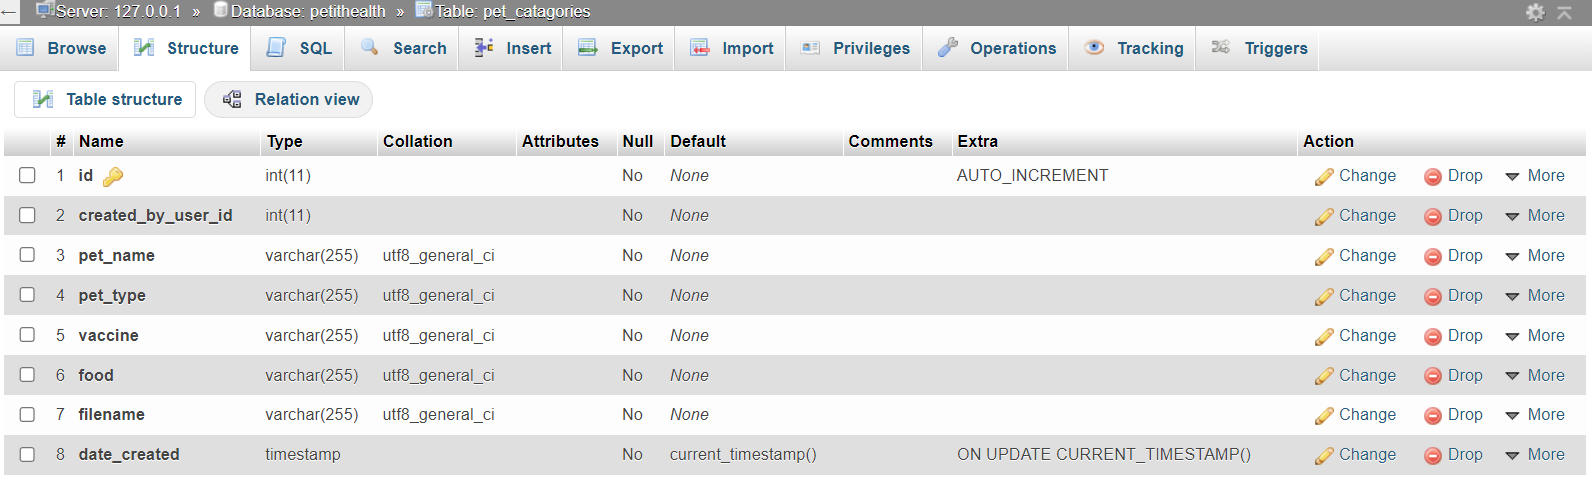 ← Server: 127.0.0.1 » Database: petithealth » Table: pet_catagories
Browse Structure SQL Search Insert Export Import Privileges Operations Tracking Triggers
Table structure Relation view
# Name Type Collation Attributes Null Default Comments Extra Action
1 id int(11) No None AUTO_INCREMENT Change Drop More
2 created_by_user_id int(11) No None Change Drop More
3 pet_name varchar(255) utf8_general_ci No None Change Drop More
4 pet_type varchar(255) utf8_general_ci No None Change Drop More
5 vaccine varchar(255) utf8_general_ci No None Change Drop More
6 food varchar(255) utf8_general_ci No None Change Drop More
7 filename varchar(255) utf8_general_ci No None Change Drop More
8 date_created timestamp No current_timestamp() ON UPDATE CURRENT_TIMESTAMP() Change Drop More